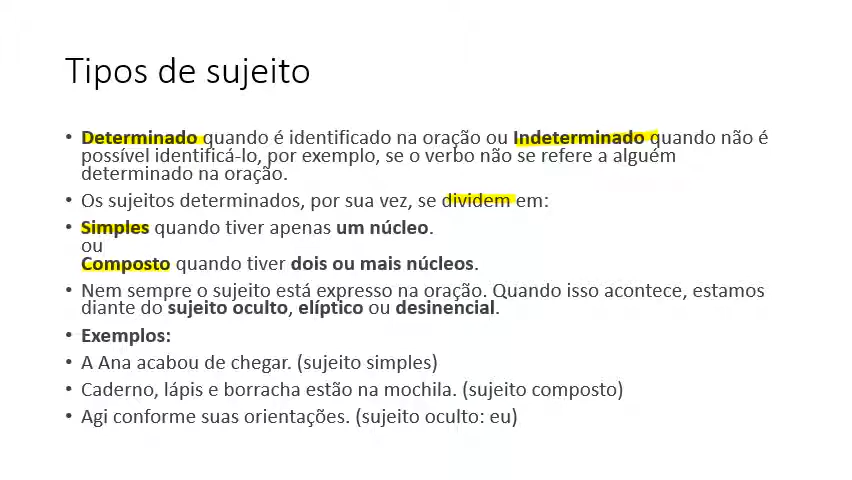 Tipos de sujeito
• Determinado quando é identificado na oração ou Indeterminado quando não é
possível identificá-lo, por exemplo, se o verbo não se refere a alguém
determinado na oração.
• Os sujeitos determinados, por sua vez, se dividem em:
• Simples quando tiver apenas um núcleo.
ou
Composto quando tiver dois ou mais núcleos.
• Nem sempre o sujeito está expresso na oração. Quando isso acontece, estamos
diante do sujeito oculto, elíptico ou desinencial.
• Exemplos:
• A Ana acabou de chegar. (sujeito simples)
• Caderno, lápis e borracha estão na mochila. (sujeito composto)
• Agi conforme suas orientações. (sujeito oculto: eu)